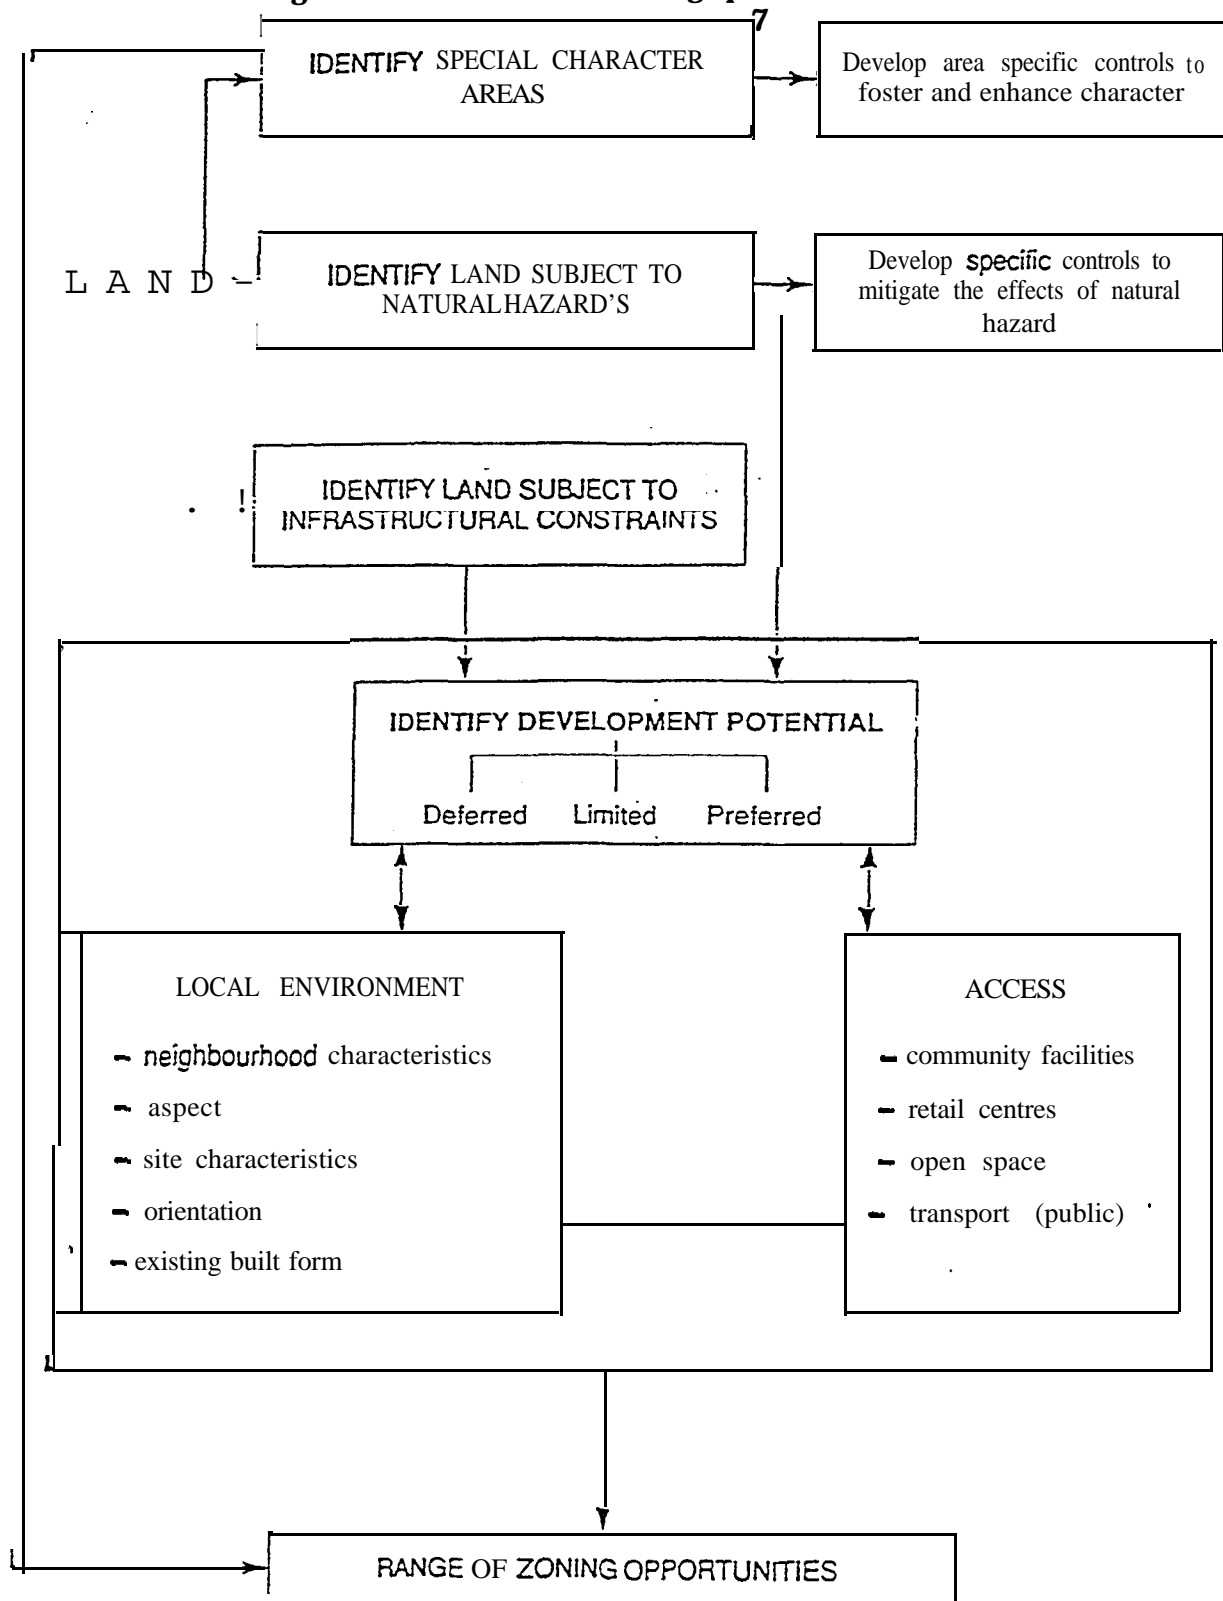 7
IDENTIFY SPECIAL CHARACTER
AREAS
Develop area specific controls to
foster and enhance character
LAND-
IDENTIFY LAND SUBJECT TO
NATURAL HAZARD'S
Develop specific controls to
mitigate the effects of natural
hazard
IDENTIFY LAND SUBJECT TO
INFRASTRUCTURAL CONSTRAINTS
IDENTIFY DEVELOPMENT POTENTIAL
Deferred Limited Preferred
LOCAL ENVIRONMENT
- neighbourhood characteristics
- aspect
- site characteristics
- orientation
- existing built form
ACCESS
- community facilities
- retail centres
- open space
- transport (public)
RANGE OF ZONING OPPORTUNITIES